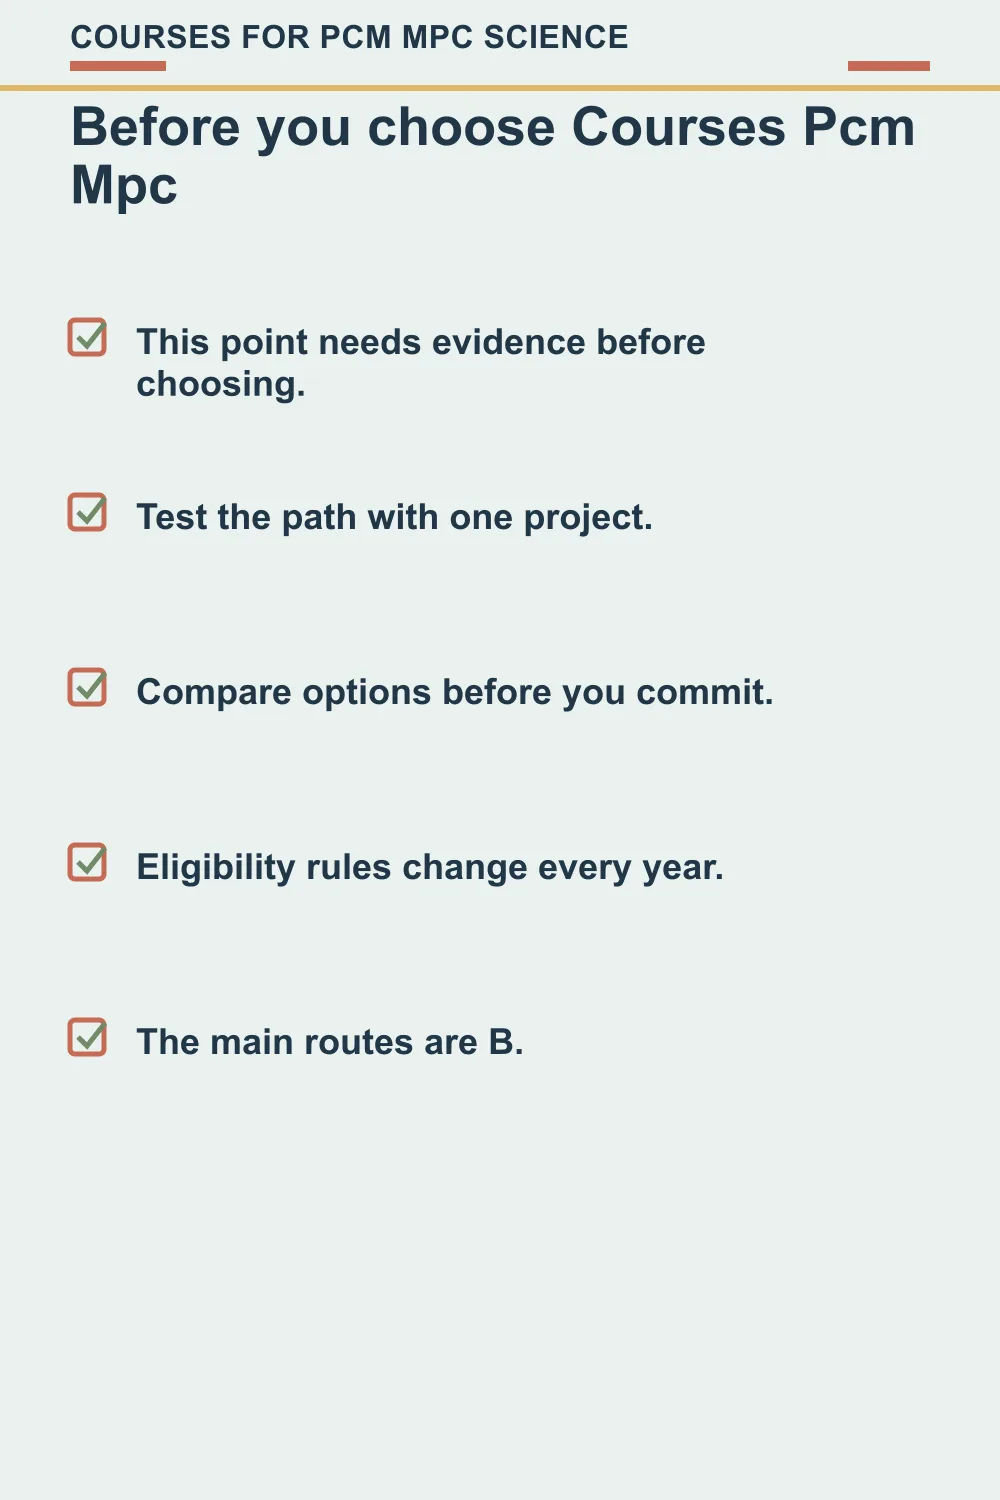 COURSES FOR PCM MPC SCIENCE
Before you choose Courses Pcm
Mpc
This point needs evidence before
choosing.
Test the path with one project.
Compare options before you commit.
Eligibility rules change every year.
The main routes are B.